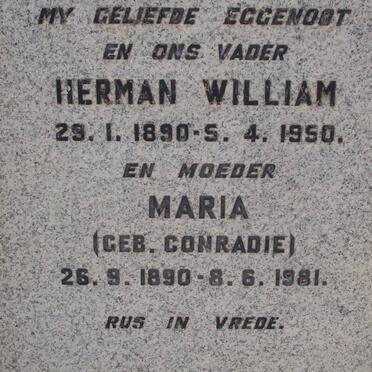 MY GELIEFDE EGGENOOT
EN ONS VADER
HERMAN WILLIAM
29. 1. 1890-5. 4. 1950.
EN MOEDER
MARIA
(GEB. CONRADIE)
26. 9. 1890-8. 6. 1981.
RUS IN VREDE.